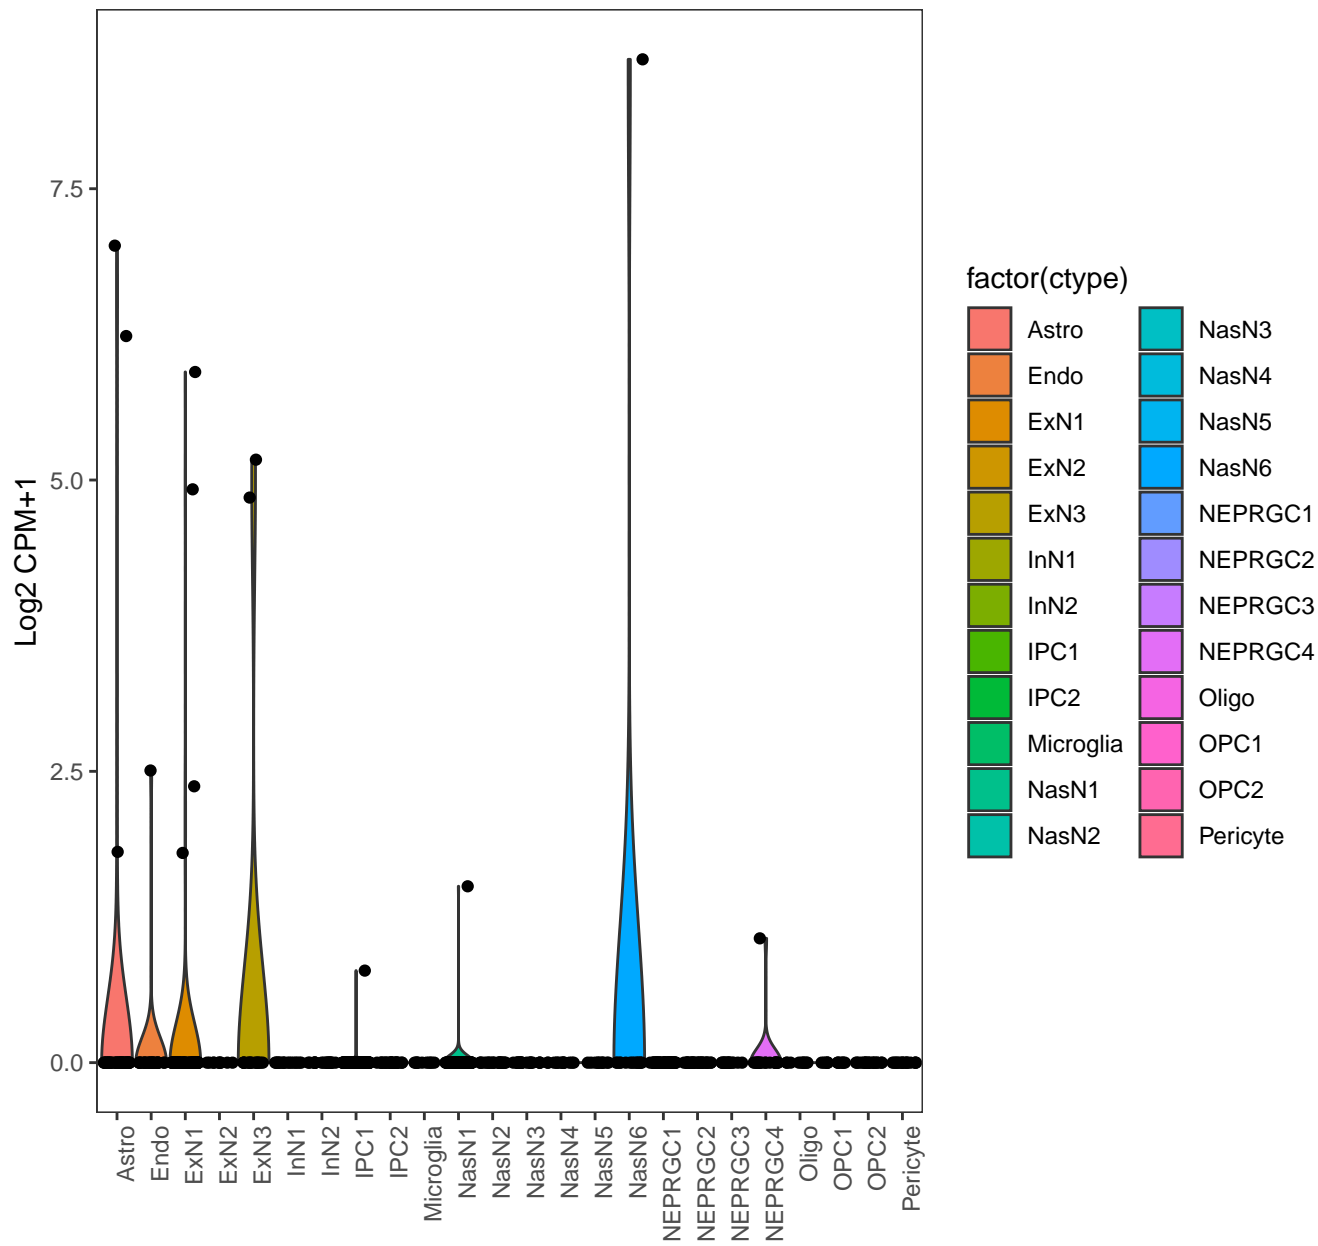 7.5
5.0
2.5
0.0
Log2 CPM+1
Astro
Endo
ExN1
ExN2
ExN3
InN1
InN2
IPC1
IPC2
Microglia
NasN1
NasN2
NasN3
NasN4
NasN5
NasN6
NEPRGC1
NEPRGC2
NEPRGC3
NEPRGC4
Oligo
OPC1
OPC2
Pericyte
factor(ctype)
Astro
Endo
ExN1
ExN2
ExN3
InN1
InN2
IPC1
IPC2
Microglia
NasN1
NasN2
NasN3
NasN4
NasN5
NasN6
NEPRGC1
NEPRGC2
NEPRGC3
NEPRGC4
Oligo
OPC1
OPC2
Pericyte